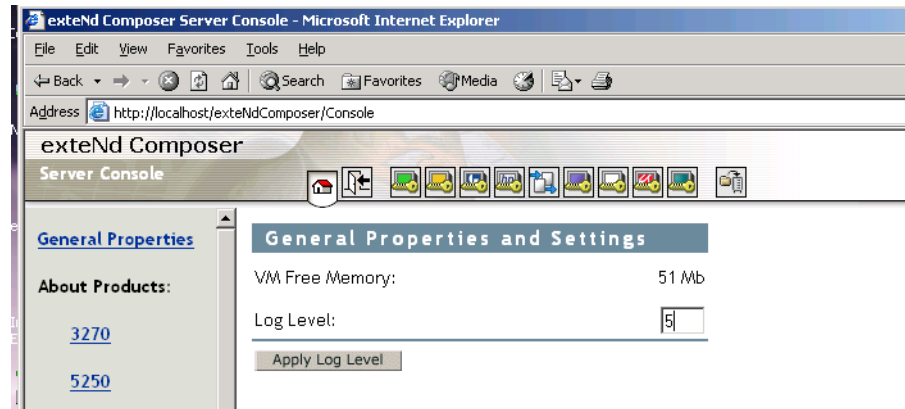 exteNd Composer Server Console - Microsoft Internet Explorer
File Edit View Favorites Tools Help
Back Search Favorites Media
Address http://localhost/exteNdComposer/Console
exteNd Composer
Server Console
General Properties
About Products:
3270
5250
General Properties and Settings
VM Free Memory: 51 Mb
Log Level: 5
Apply Log Level